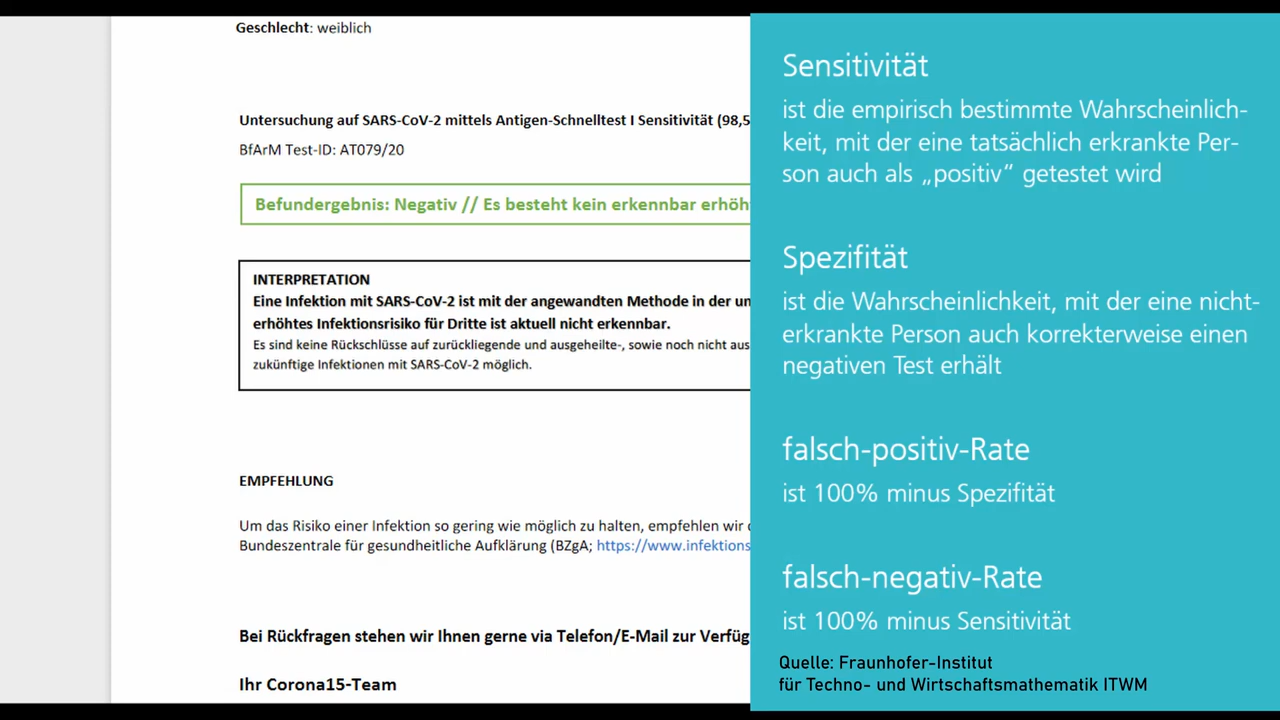 Geschlecht: weiblich
Untersuchung auf SARS-CoV-2 mittels Antigen-Schnelltest I Sensitivität (98,5
BfArM Test-ID: AT079/20
Befundergebnis: Negativ // Es besteht kein erkennbar
INTERPRETATION
Eine Infektion mit SARS-CoV-2 ist mit der angewandten Methode in der
erhöhtes Infektionsrisiko für Dritte ist aktuell nicht erkennbar.
Es sind keine Rückschlüsse auf zurückliegende und ausgeheilte-, sowie noch nicht
zukünftige Infektionen mit SARS-CoV-2 möglich.
EMPFEHLUNG
Um das Risiko einer Infektion so gering wie möglich zu halten, empfehlen wir
Bundeszentrale für gesundheitliche Aufklärung (BZgA; https://www.infektions
Bei Rückfragen stehen wir Ihnen gerne via Telefon/E-Mail zur
Ihr Corona15-Team
Sensitivität
ist die empirisch bestimmte Wahrscheinlich-
keit, mit der eine tatsächlich erkrankte Per-
son auch als „positiv“ getestet wird
Spezifität
ist die Wahrscheinlichkeit, mit der eine nicht-
erkrankte Person auch korrekterweise einen
negativen Test erhält
falsch-positiv-Rate
ist 100% minus Spezifität
falsch-negativ-Rate
ist 100% minus Sensitivität
Quelle: Fraunhofer-Institut
für Techno- und Wirtschaftsmathematik ITWM